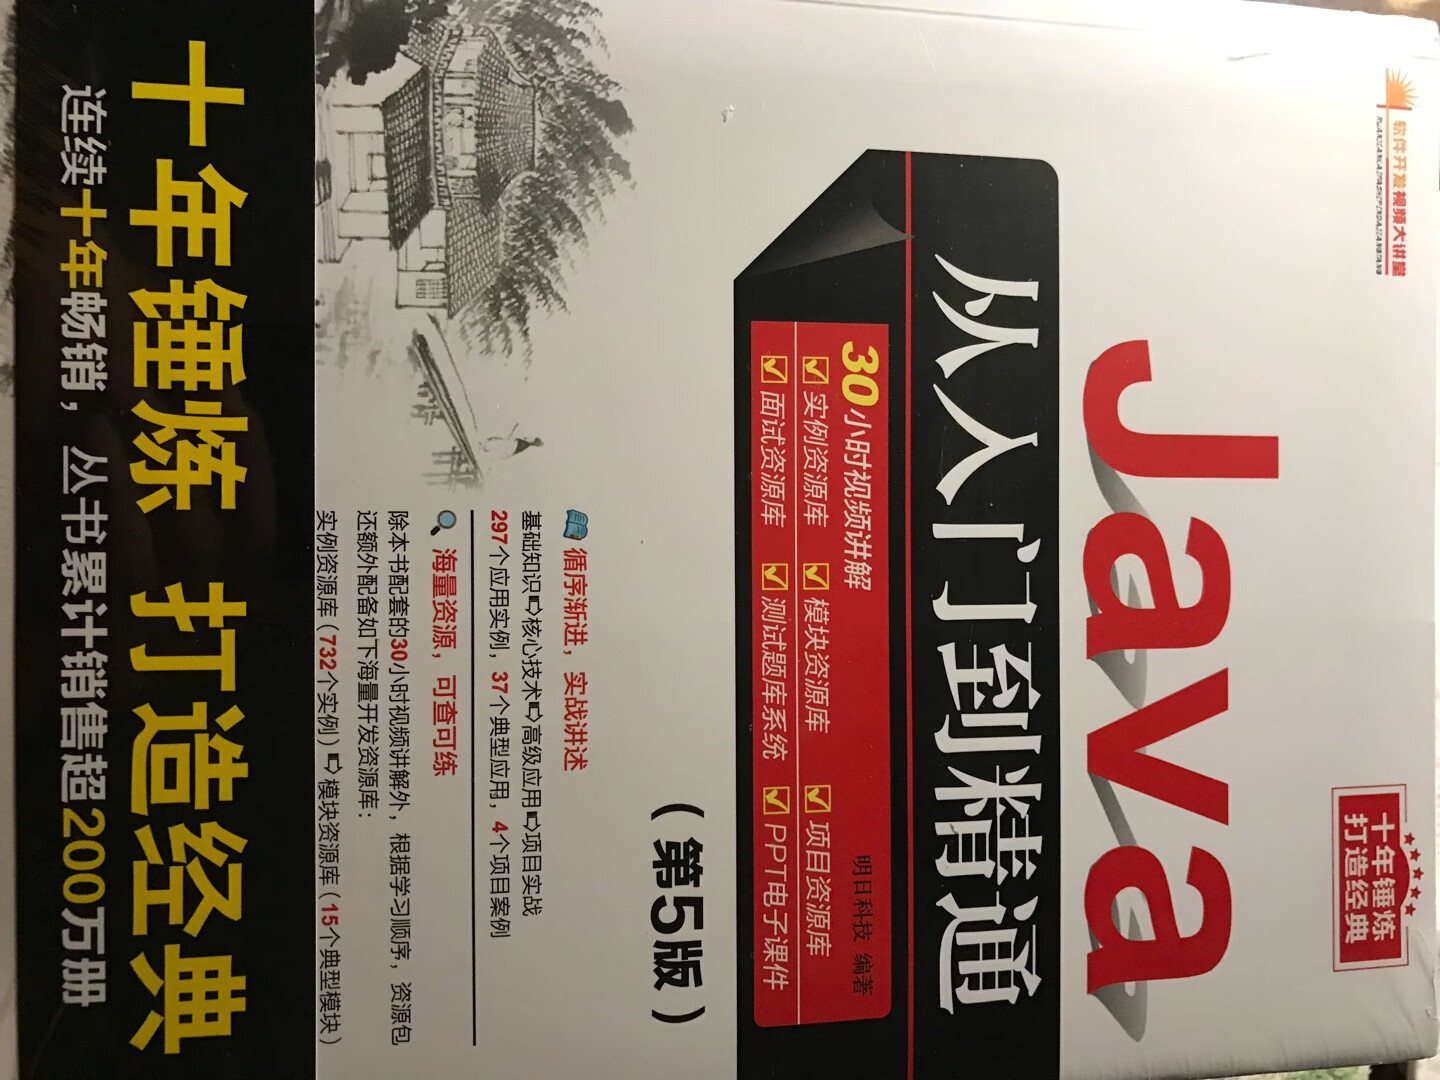 软件开发视频大讲堂
十年锤炼
打造经典
Java
从入门到精通
明日科技 编著
30小时视频讲解
实例资源库 模块资源库 项目资源库
面试资源库 测试题库系统 PPT电子课件
（第5版）
循序渐进，实战讲述
基础知识➪核心技术➪高级应用➪项目实战
297个应用实例，37个典型应用，4个项目案例
海量资源，可查可练
除本书配套的30小时视频讲解外，根据学习顺序，资源包
还额外配备如下海量开发资源库：
实例资源库（732个实例）➪模块资源库（15个典型模块）
十年锤炼 打造经典
连续十年畅销，丛书累计销售超200万册